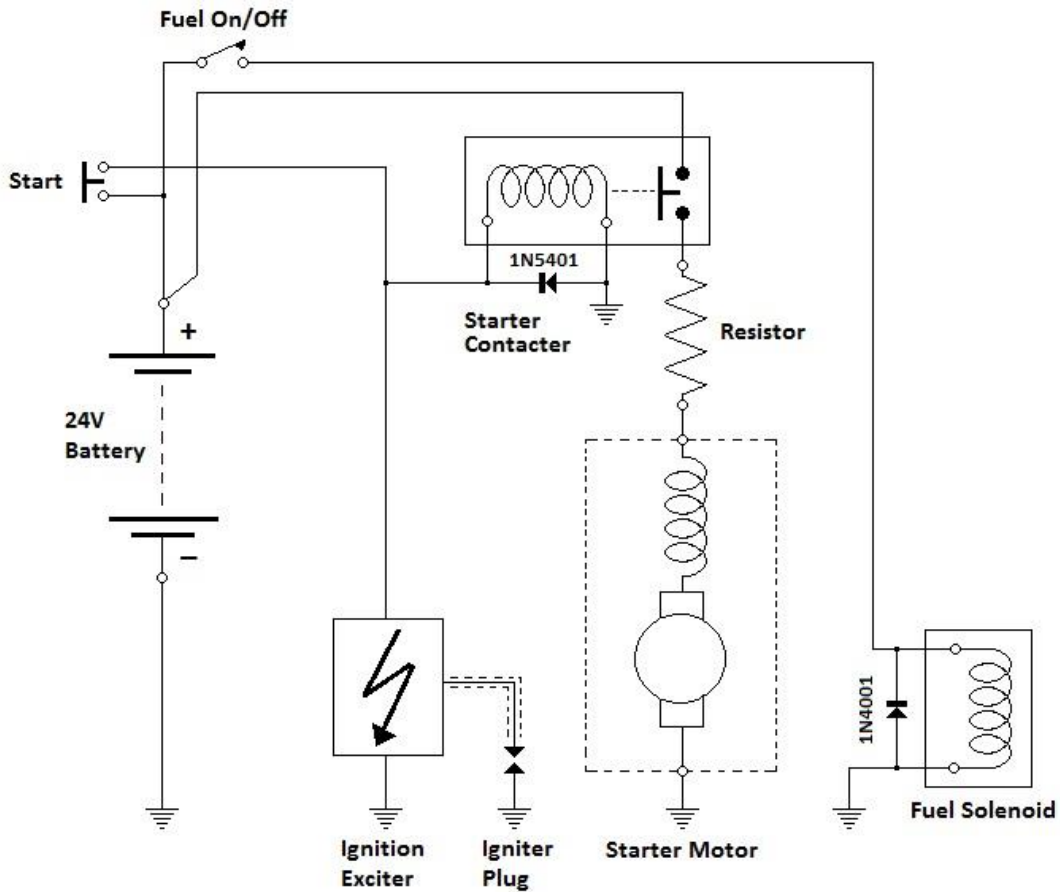 Fuel On/Off
Start
1N5401
Starter
Contacter
Resistor
+
24V
Battery
–
1N4001
Fuel Solenoid
Ignition
Exciter
Igniter
Plug
Starter Motor